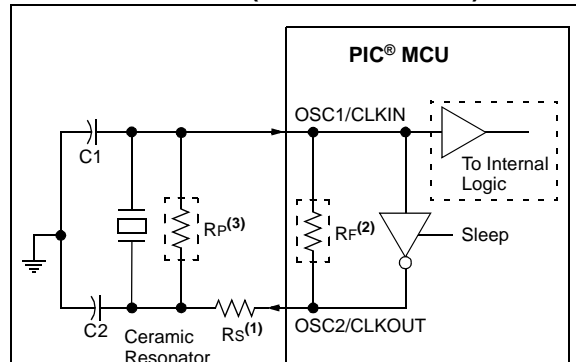 PIC® MCU
OSC1/CLKIN
C1
To Internal
Logic
RP(3)
RF(2)
Sleep
C2
Ceramic
Resonator
RS(1)
OSC2/CLKOUT